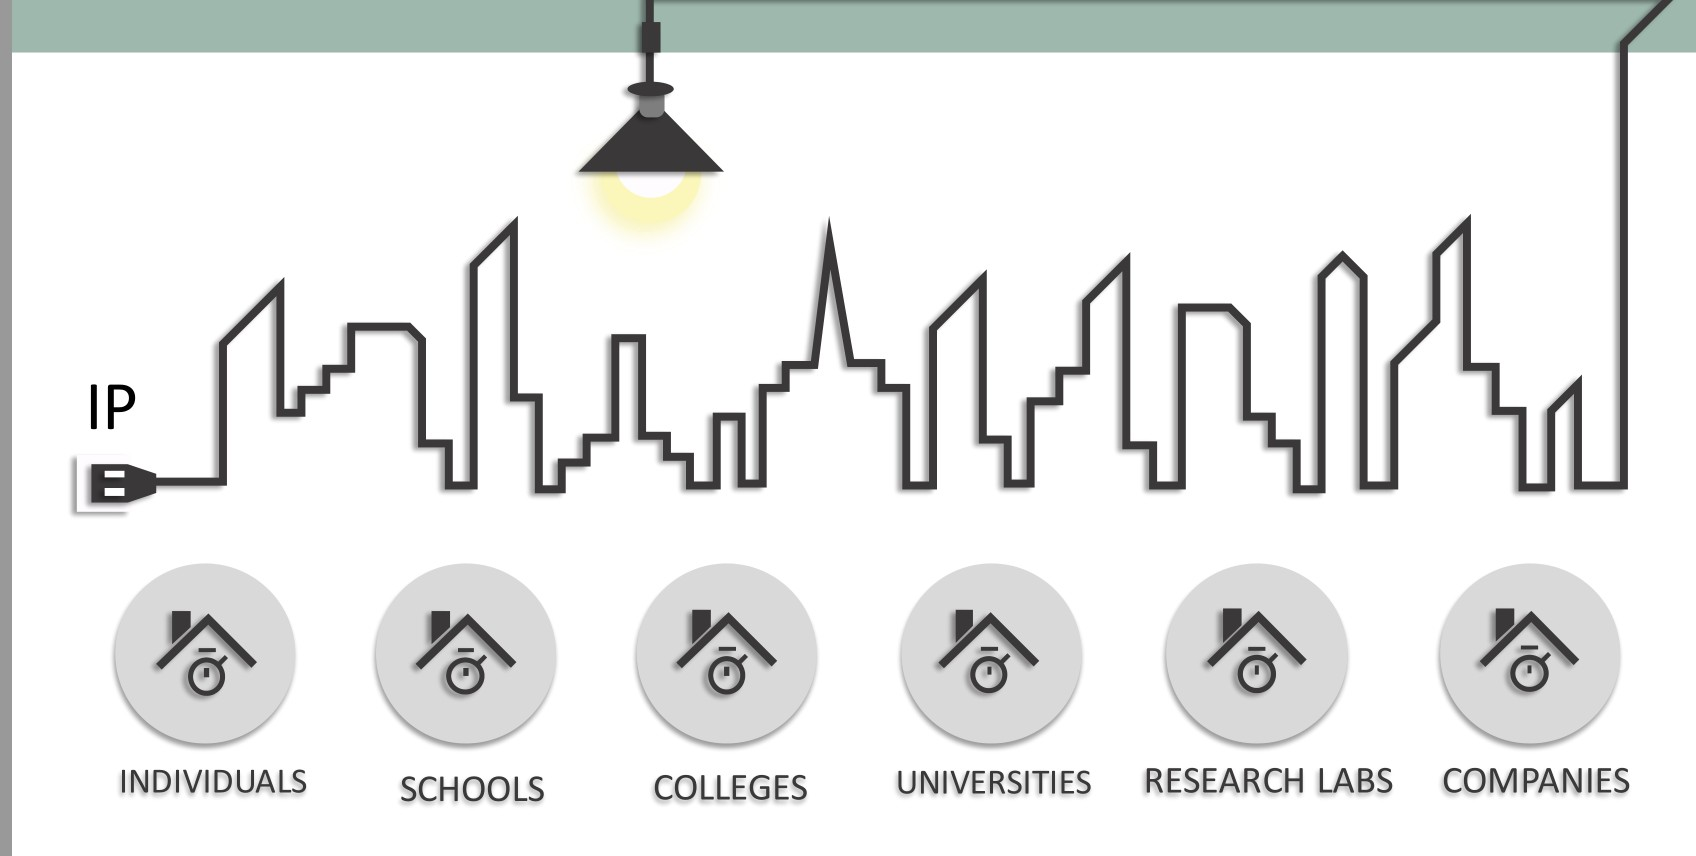 IP
INDIVIDUALS
SCHOOLS
COLLEGES
UNIVERSITIES
RESEARCH LABS
COMPANIES